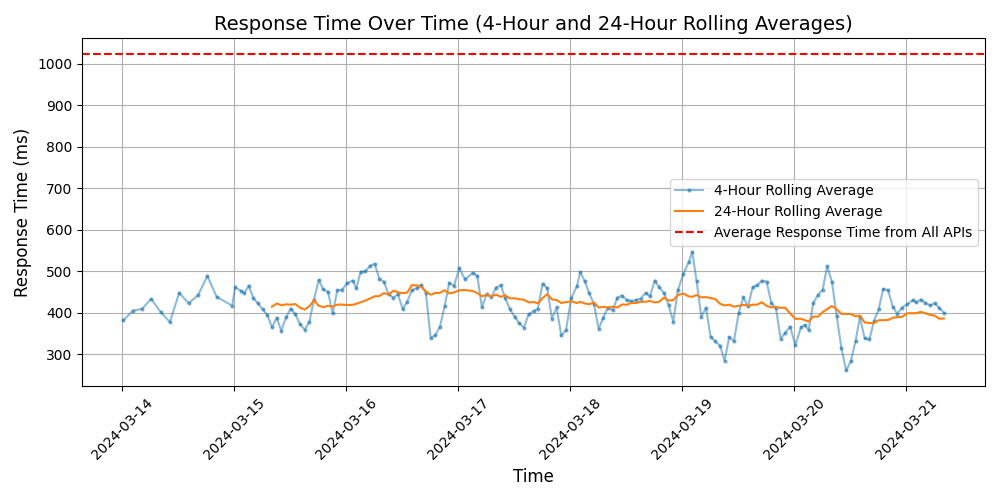 Response Time Over Time (4-Hour and 24-Hour Rolling Averages)
Response Time (ms)
1000
900
800
700
600
500
400
300
4-Hour Rolling Average
24-Hour Rolling Average
Average Response Time from All APIs
2024-03-14
2024-03-15
2024-03-16
2024-03-17
2024-03-18
2024-03-19
2024-03-20
2024-03-21
Time